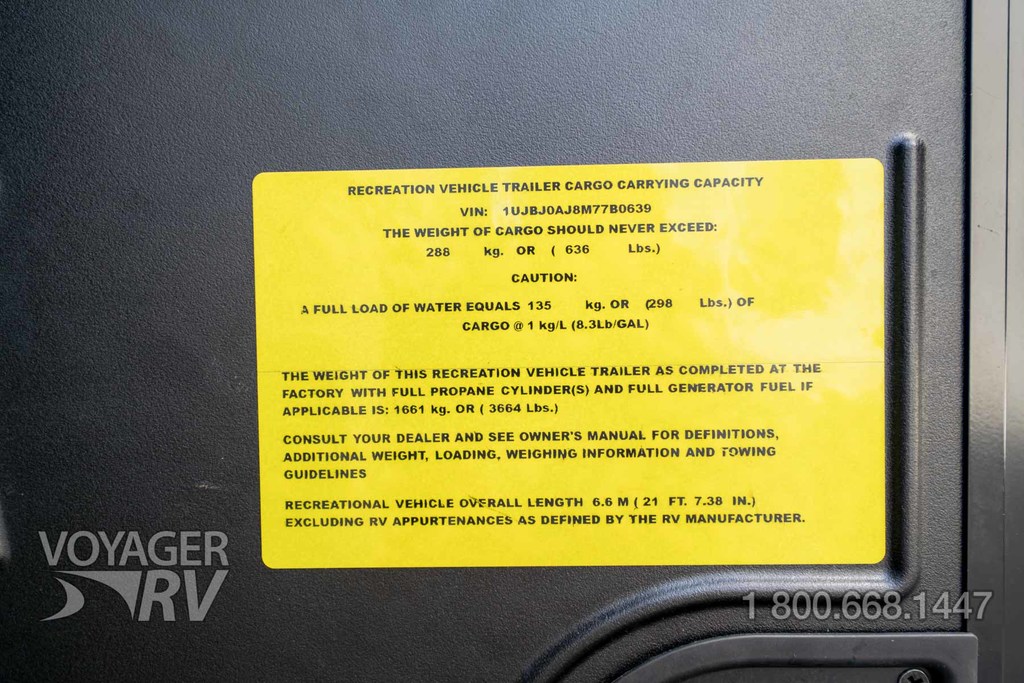 RECREATION VEHICLE TRAILER CARGO CARRYING CAPACITY
VIN: 1UJBJ0AJ8M77B0639
THE WEIGHT OF CARGO SHOULD NEVER EXCEED:
288 kg. OR ( 636 Lbs.)
CAUTION:
A FULL LOAD OF WATER EQUALS 135 kg. OR (298 Lbs.) OF
CARGO @ 1 kg/L (8.3Lb/GAL)
THE WEIGHT OF THIS RECREATION VEHICLE TRAILER AS COMPLETED AT THE
FACTORY WITH FULL PROPANE CYLINDER(S) AND FULL GENERATOR FUEL IF
APPLICABLE IS: 1661 kg. OR ( 3664 Lbs.)
CONSULT YOUR DEALER AND SEE OWNER'S MANUAL FOR DEFINITIONS,
ADDITIONAL WEIGHT, LOADING, WEIGHING INFORMATION AND TOWING
GUIDELINES
RECREATIONAL VEHICLE OVERALL LENGTH 6.6 M ( 21 FT. 7.38 IN.)
EXCLUDING RV APPURTENANCES AS DEFINED BY THE RV MANUFACTURER.
VOYAGER
RV
1 800.668.1447